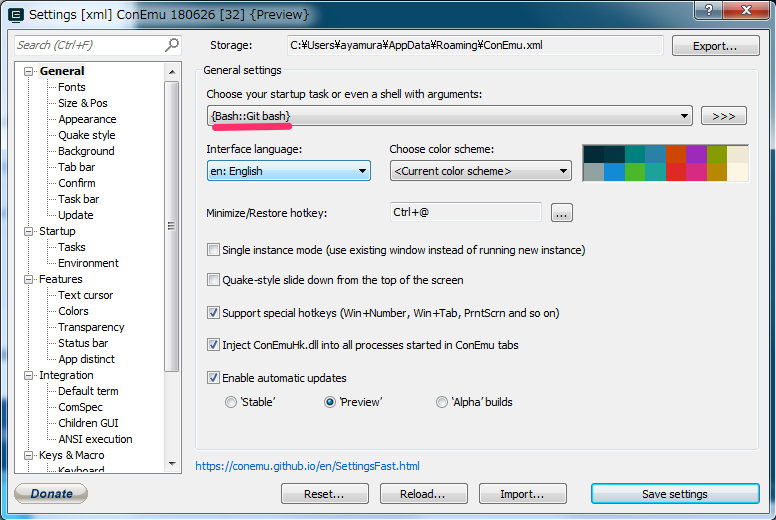 Settings [xml] ConEmu 180626 [32] {Preview}
Search (Ctrl+F)
Storage:
C:¥Users¥ayamura¥AppData¥Roaming¥ConEmu.xml
Export...
General
Fonts
Size & Pos
Appearance
Quake style
Background
Tab bar
Confirm
Task bar
Update
Startup
Tasks
Environment
Features
Text cursor
Colors
Transparency
Status bar
App distinct
Integration
Default term
ComSpec
Children GUI
ANSI execution
Keys & Macro
Keyboard
General settings
Choose your startup task or even a shell with arguments:
{Bash::Git bash}
>>>
Interface language:
Choose color scheme:
en: English
<Current color scheme>
Minimize/Restore hotkey:
Ctrl+@
...
Single instance mode (use existing window instead of running new instance)
Quake-style slide down from the top of the screen
Support special hotkeys (Win+Number, Win+Tab, PrntScrn and so on)
Inject ConEmuHk.dll into all processes started in ConEmu tabs
Enable automatic updates
‘Stable’
‘Preview’
‘Alpha’ builds
https://conemu.github.io/en/SettingsFast.html
Donate
Reset...
Reload...
Import...
Save settings